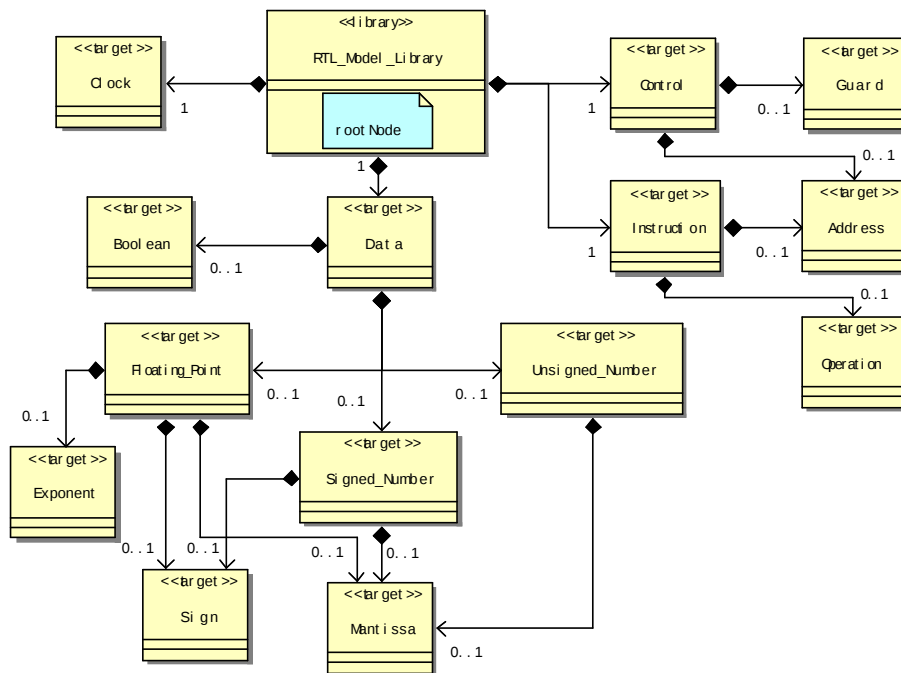 <<library>>
RTL_Model_Library
rootNode
<<target>>
Clock
1
<<target>>
Control
1
<<target>>
Guard
0..1
0..1
1
<<target>>
Boolean
0..1
<<target>>
Data
<<target>>
Instruction
1
<<target>>
Address
0..1
0..1
<<target>>
Floating_Point
0..1
0..1
0..1
<<target>>
Unsigned_Number
<<target>>
Operation
0..1
<<target>>
Exponent
<<target>>
Signed_Number
0..1
0..1
0..1
0..1
<<target>>
Sign
<<target>>
Mantissa
0..1